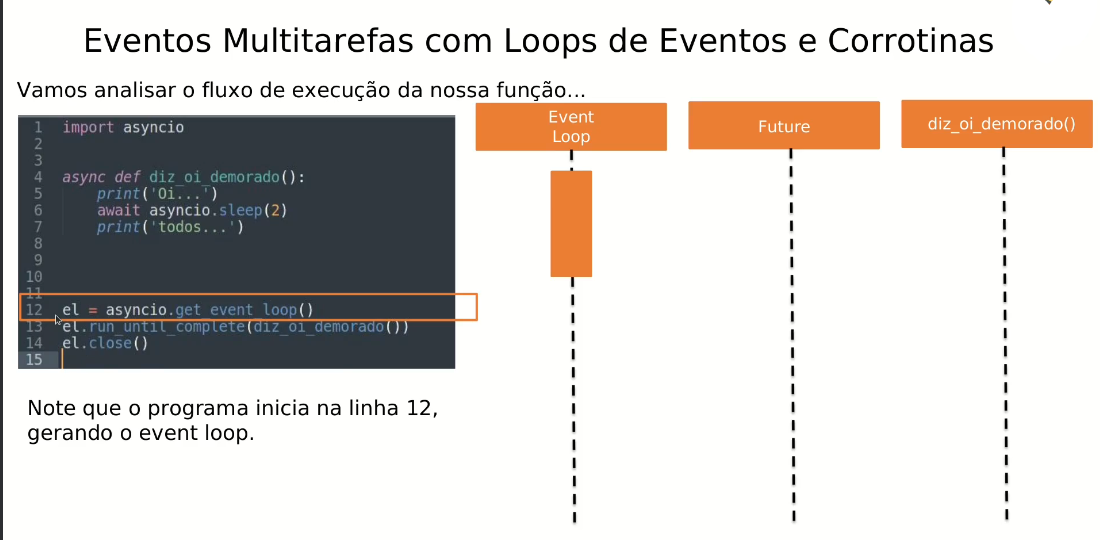 Eventos Multitarefas com Loops de Eventos e Corrotinas
Vamos analisar o fluxo de execução da nossa função...
1 import asyncio
2
3
4 async def diz_oi_demorado():
5     print('Oi...')
6     await asyncio.sleep(2)
7     print('todos...')
8
9
10
11
12 el = asyncio.get_event_loop()
13 el.run_until_complete(diz_oi_demorado())
14 el.close()
15
Note que o programa inicia na linha 12,
gerando o event loop.
Event
Loop
Future
diz_oi_demorado()